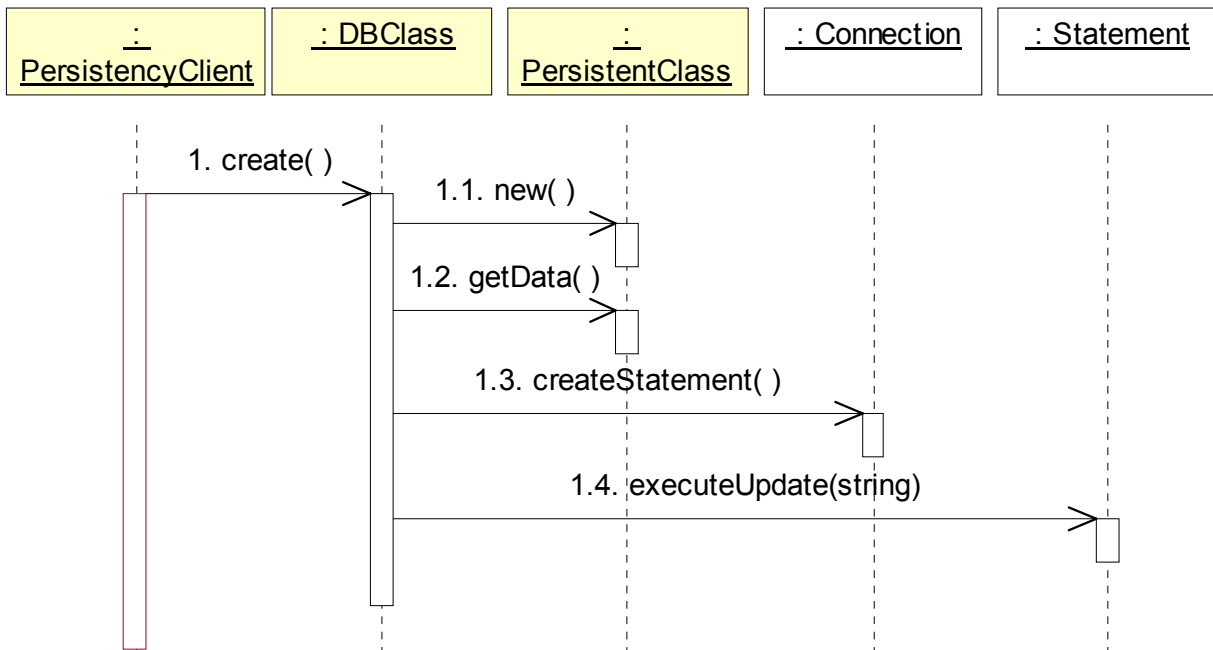 :
PersistencyClient
: DBClass
:
PersistentClass
: Connection
: Statement
1. create( )
1.1. new( )
1.2. getData( )
1.3. createStatement( )
1.4. executeUpdate(string)